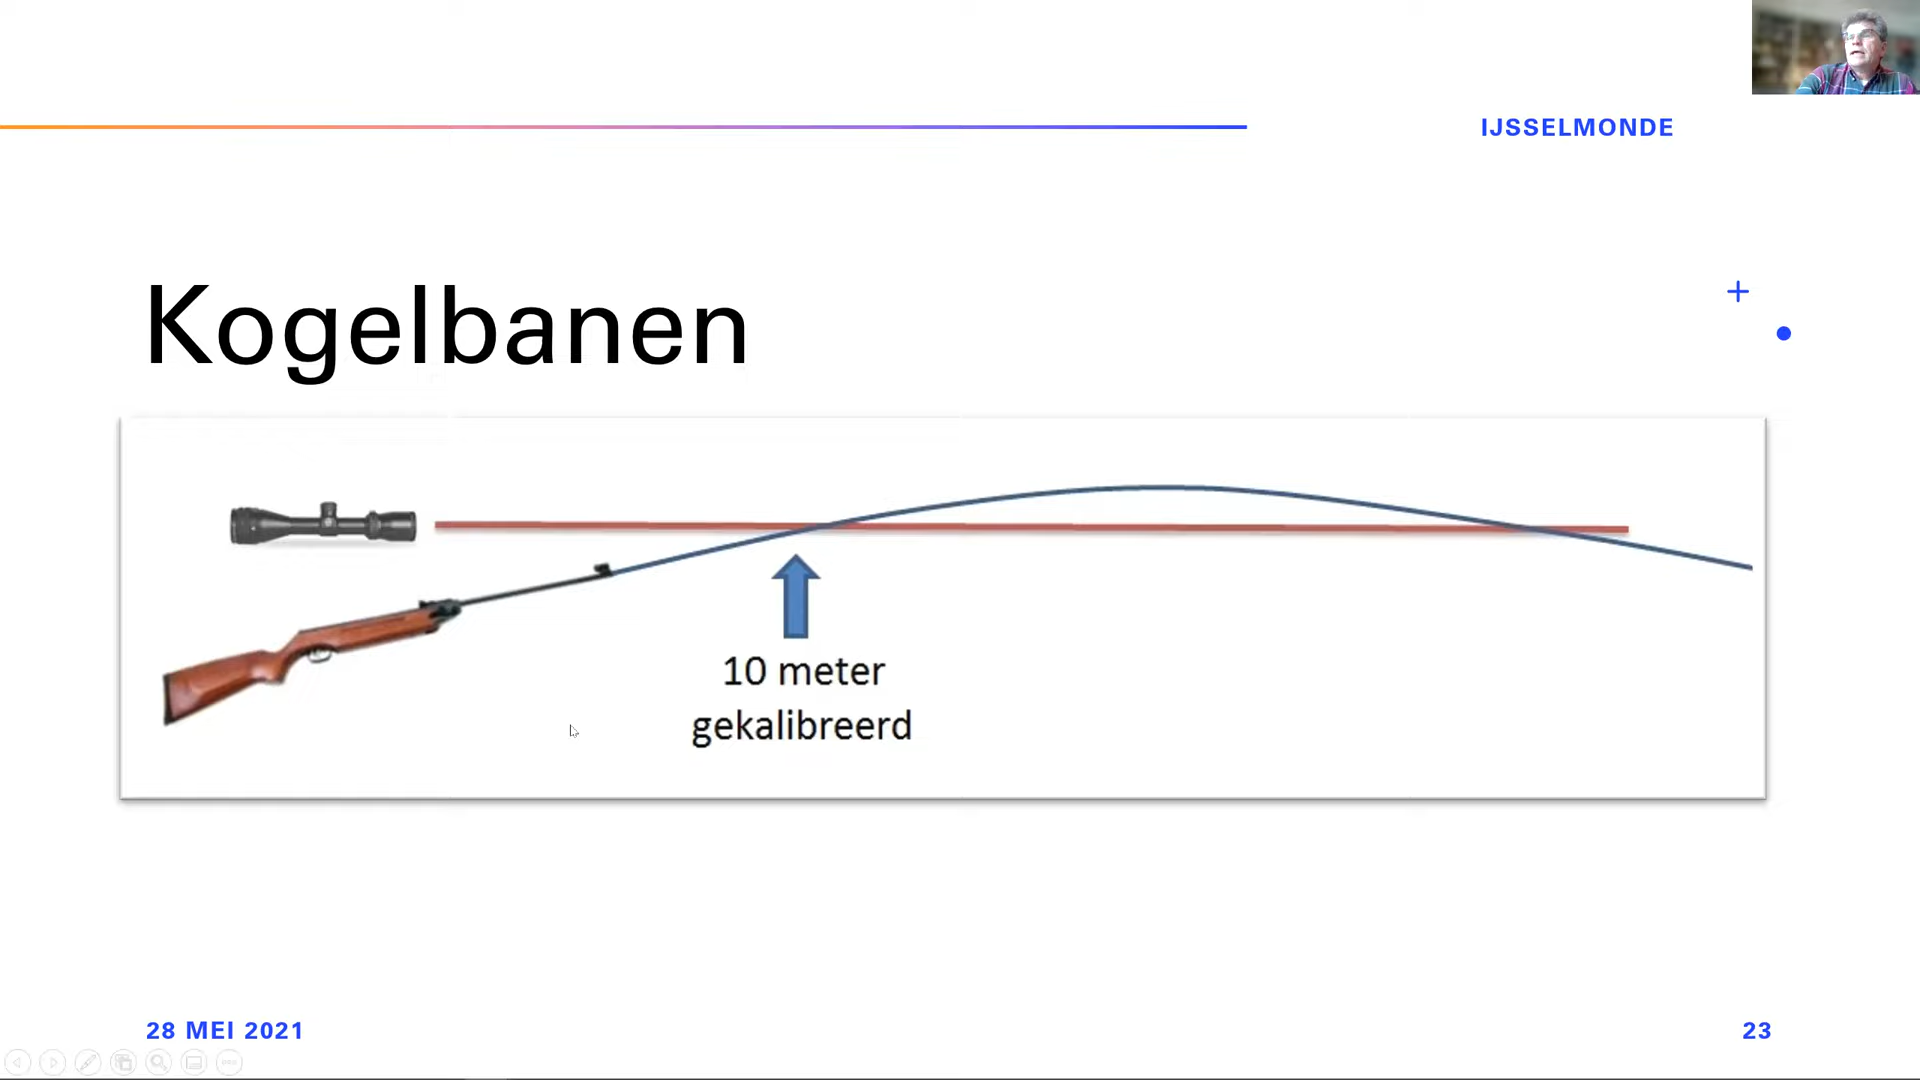 IJSSELMONDE
Kogelbanen
10 meter
gekalibreerd
28 MEI 2021
23